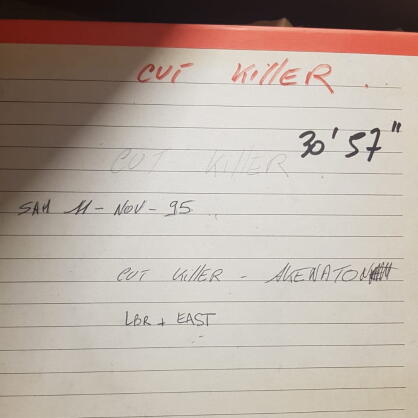 CUT KillER .
30' 57"
CUT KillER
SAM 11 - NOV - 95
CUT KillER - AKENATON
LBR + EAST